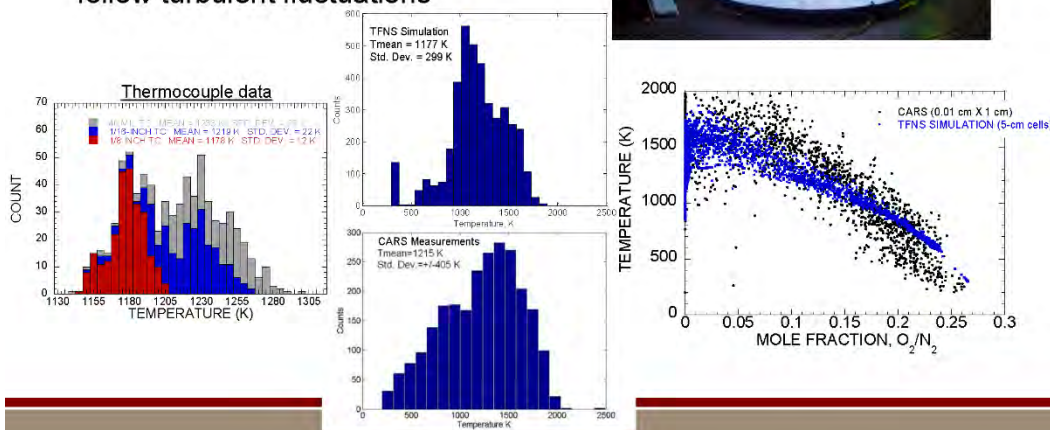 follow turbulent fluctuations
Thermocouple data
1/16-INCH TC MEAN = 1219 K STD. DEV. = 22 K
1/8-INCH TC MEAN = 1178 K STD. DEV. = 12 K
70
60
50
40
30
20
10
0
COUNT
1130 1155 1180 1205 1230 1255 1280 1305
TEMPERATURE (K)
TFNS Simulation
Tmean = 1177 K
Std. Dev. = 299 K
600
500
400
300
200
100
0
Counts
0 500 1000 1500 2000 2500
Temperature, K
CARS Measurements
Tmean=1215 K
Std. Dev.=+/-405 K
300
250
200
150
100
50
0
Counts
0 500 1000 1500 2000 2500
Temperature K
CARS (0.01 cm X 1 cm)
TFNS SIMULATION (5-cm cells)
2000
1500
1000
500
0
TEMPERATURE (K)
0 0.05 0.1 0.15 0.2 0.25 0.3
MOLE FRACTION, O2/N2